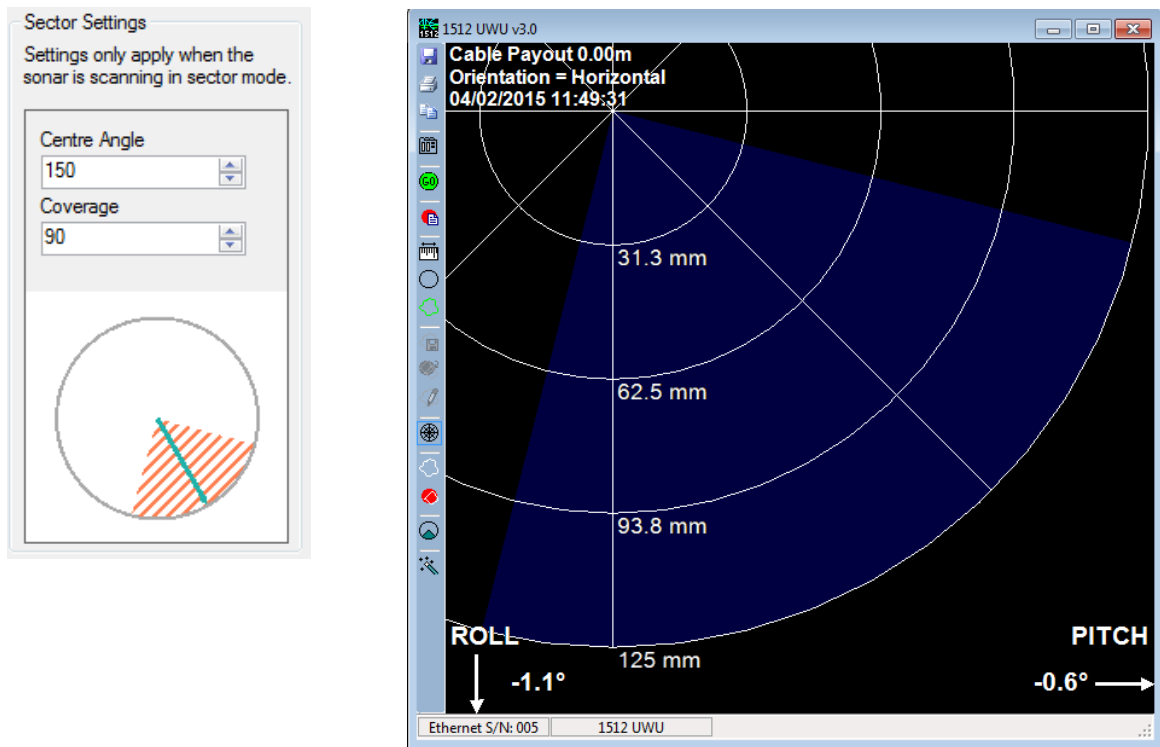 Sector Settings
Settings only apply when the
sonar is scanning in sector mode.
Centre Angle
150
Coverage
90
1512 UWU v3.0
Cable Payout 0.00m
Orientation = Horizontal
04/02/2015 11:49:31
GO
31.3 mm
62.5 mm
93.8 mm
125 mm
ROLL
-1.1°
PITCH
-0.6°
Ethernet S/N: 005
1512 UWU